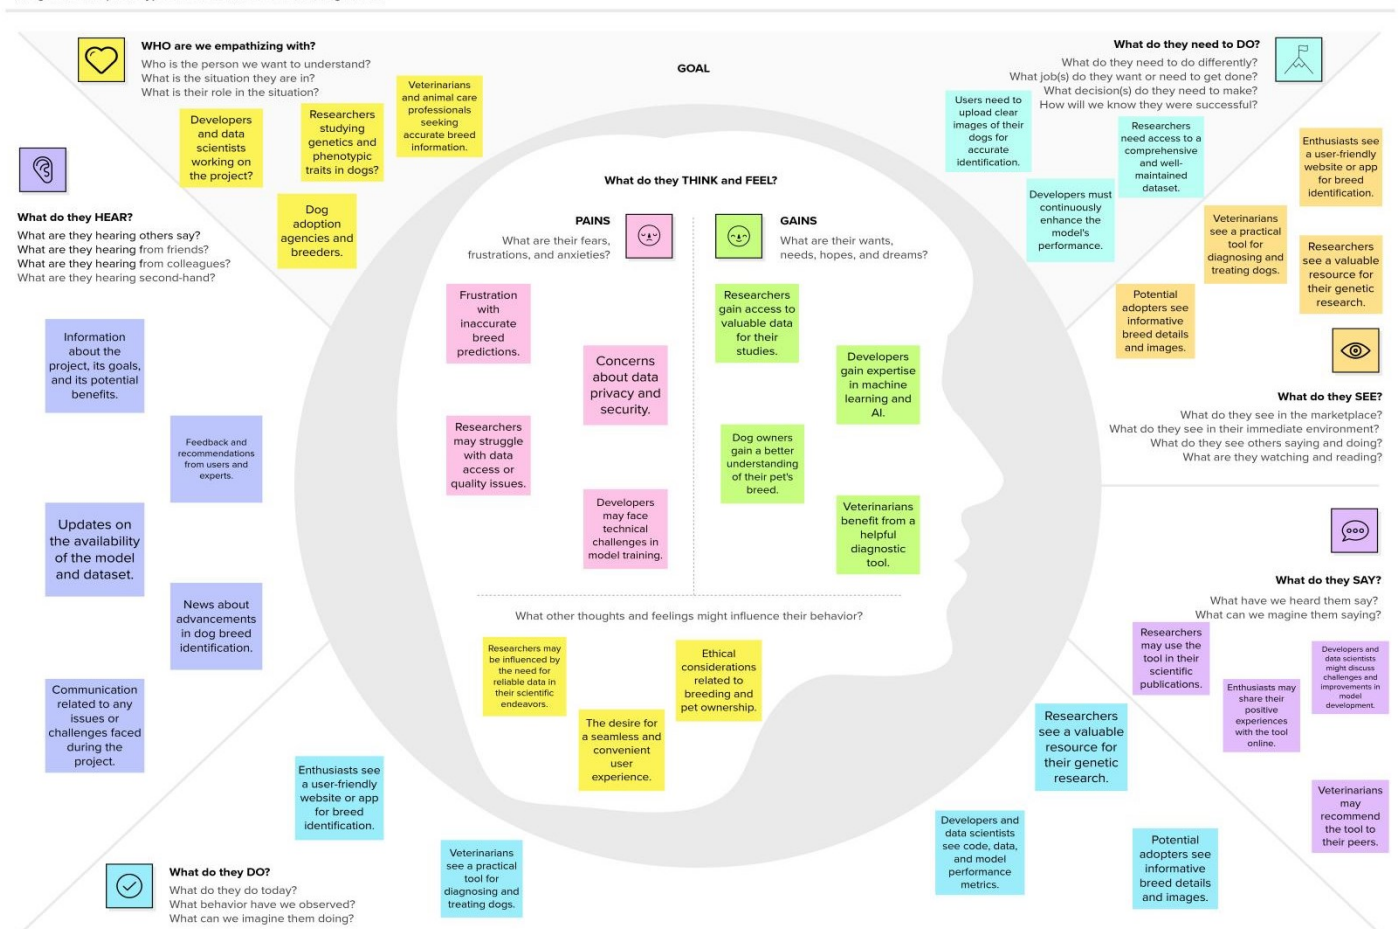 WHO are we empathizing with?
Who is the person we want to understand?
What is the situation they are in?
What is their role in the situation?
Developers
and data
scientists
working on
the project?
Researchers
studying
genetics and
phenotypic
traits in dogs?
Veterinarians
and animal care
professionals
seeking
accurate breed
information.
Dog
adoption
agencies and
breeders.
GOAL
What do they need to DO?
What do they need to do differently?
What job(s) do they want or need to get done?
What decision(s) do they need to make?
How will we know they were successful?
Users need to
upload clear
images of their
dogs for
accurate
identification.
Researchers
need access to a
comprehensive
and well-
maintained
dataset.
Developers must
continuously
enhance the
model's
performance.
Enthusiasts see
a user-friendly
website or app
for breed
identification.
Veterinarians
see a practical
tool for
diagnosing and
treating dogs.
Researchers
see a valuable
resource for
their genetic
research.
Potential
adopters see
informative
breed details
and images.
What do they SEE?
What do they see in the marketplace?
What do they see in their immediate environment?
What do they see others saying and doing?
What are they watching and reading?
What do they HEAR?
What are they hearing others say?
What are they hearing from friends?
What are they hearing from colleagues?
What are they hearing second-hand?
Information
about the
project, its goals,
and its potential
benefits.
Feedback and
recommendations
from users and
experts.
Updates on
the availability
of the model
and dataset.
News about
advancements
in dog breed
identification.
Communication
related to any
issues or
challenges faced
during the
project.
What do they THINK and FEEL?
PAINS
What are their fears,
frustrations, and anxieties?
Frustration
with
inaccurate
breed
predictions.
Concerns
about data
privacy and
security.
Researchers
may struggle
with data
access or
quality issues.
Developers
may face
technical
challenges in
model training.
GAINS
What are their wants,
needs, hopes, and dreams?
Researchers
gain access to
valuable data
for their
studies.
Developers
gain expertise
in machine
learning and
AI.
Dog owners
gain a better
understanding
of their pet's
breed.
Veterinarians
benefit from a
helpful
diagnostic
tool.
What other thoughts and feelings might influence their behavior?
Researchers may
be influenced by
the need for
reliable data in
their scientific
endeavors.
The desire for
a seamless and
convenient
user
experience.
Ethical
considerations
related to
breeding and
pet ownership.
What do they SAY?
What have we heard them say?
What can we magine them saying?
Researchers
may use the
tool in their
scientific
publications.
Enthusiasts may
share their
positive
experiences
with the tool
online.
Developers and
data scientists
might discuss
challenges and
improvements in
model
development.
Veterinarians
may
recommend
the tool to
their peers.
What do they DO?
What do they do today?
What behavior have we observed?
What can we imagine them doing?
Enthusiasts see
a user-friendly
website or app
for breed
identification.
Veterinarians
see a practical
tool for
diagnosing and
treating dogs.
Researchers
see a valuable
resource for
their genetic
research.
Developers and
data scientists
see code, data,
and model
performance
metrics.
Potential
adopters see
informative
breed details
and images.